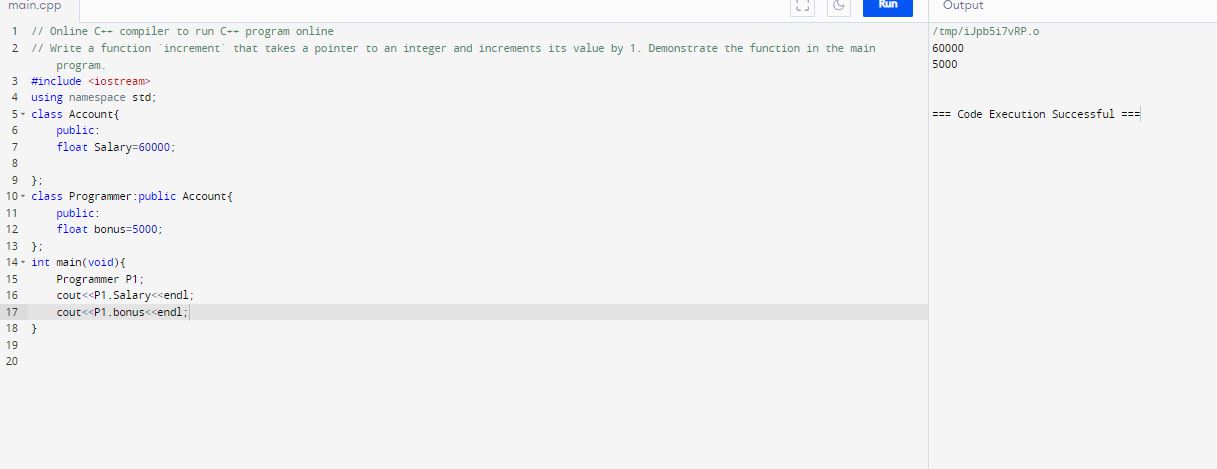 main.cpp
Run
Output
1 // Online C++ compiler to run C++ program online
2 // Write a function `increment` that takes a pointer to an integer and increments its value by 1. Demonstrate the function in the main
program.
3 #include <iostream>
4 using namespace std;
5 class Account{
6 public:
7 float Salary=60000;
8
9 };
10 class Programmer:public Account{
11 public:
12 float bonus=5000;
13 };
14 int main(void){
15 Programmer P1;
16 cout<<P1.Salary<<endl;
17 cout<<P1.bonus<<endl;
18 }
19
20
/tmp/iJpb5i7vRP.o
60000
5000
=== Code Execution Successful ===